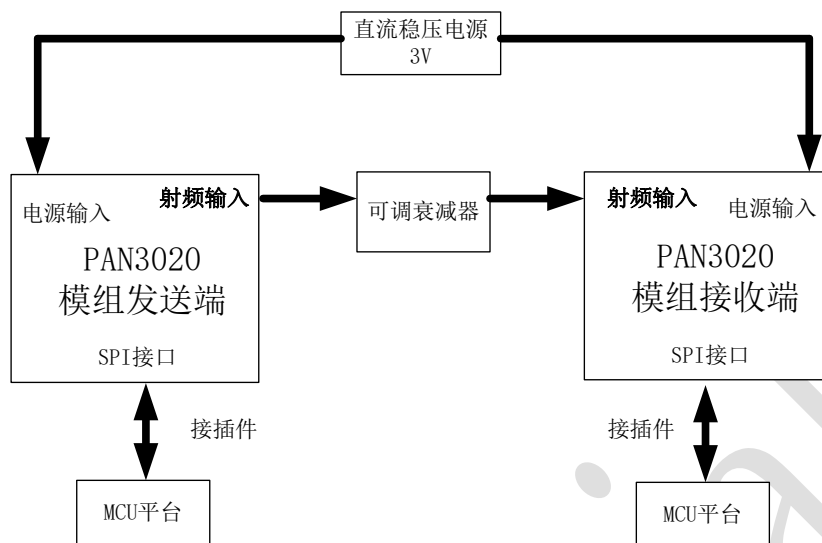 直流稳压电源
3V
电源输入
射频输入
PAN3020
模组发送端
SPI接口
可调衰减器
射频输入
电源输入
PAN3020
模组接收端
SPI接口
接插件
接插件
MCU平台
MCU平台